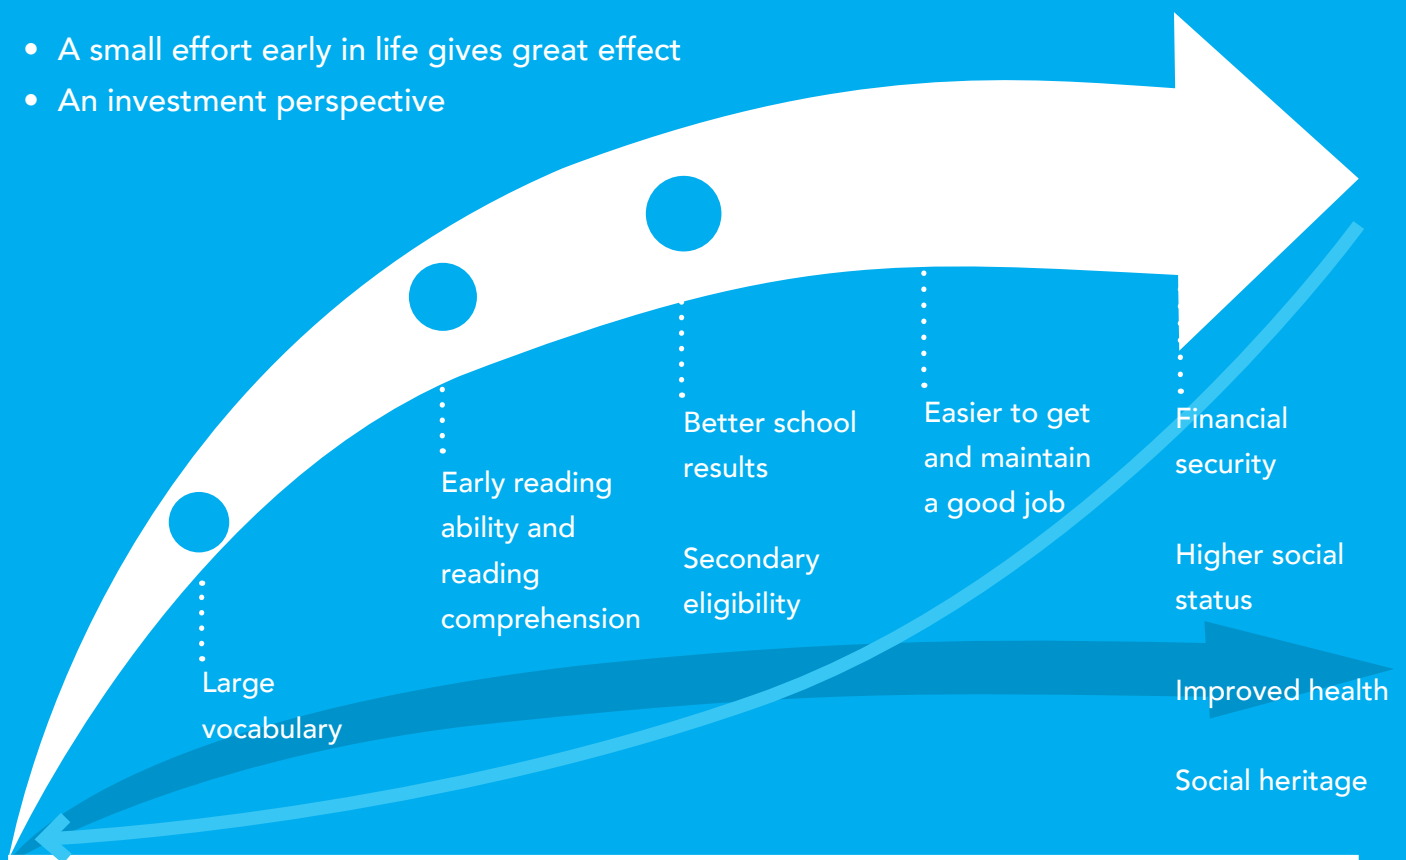 • A small effort early in life gives great effect
• An investment perspective
Large
vocabulary
Early reading
ability and
reading
comprehension
Better school
results
Secondary
eligibility
Easier to get
and maintain
a good job
Financial
security
Higher social
status
Improved health
Social heritage